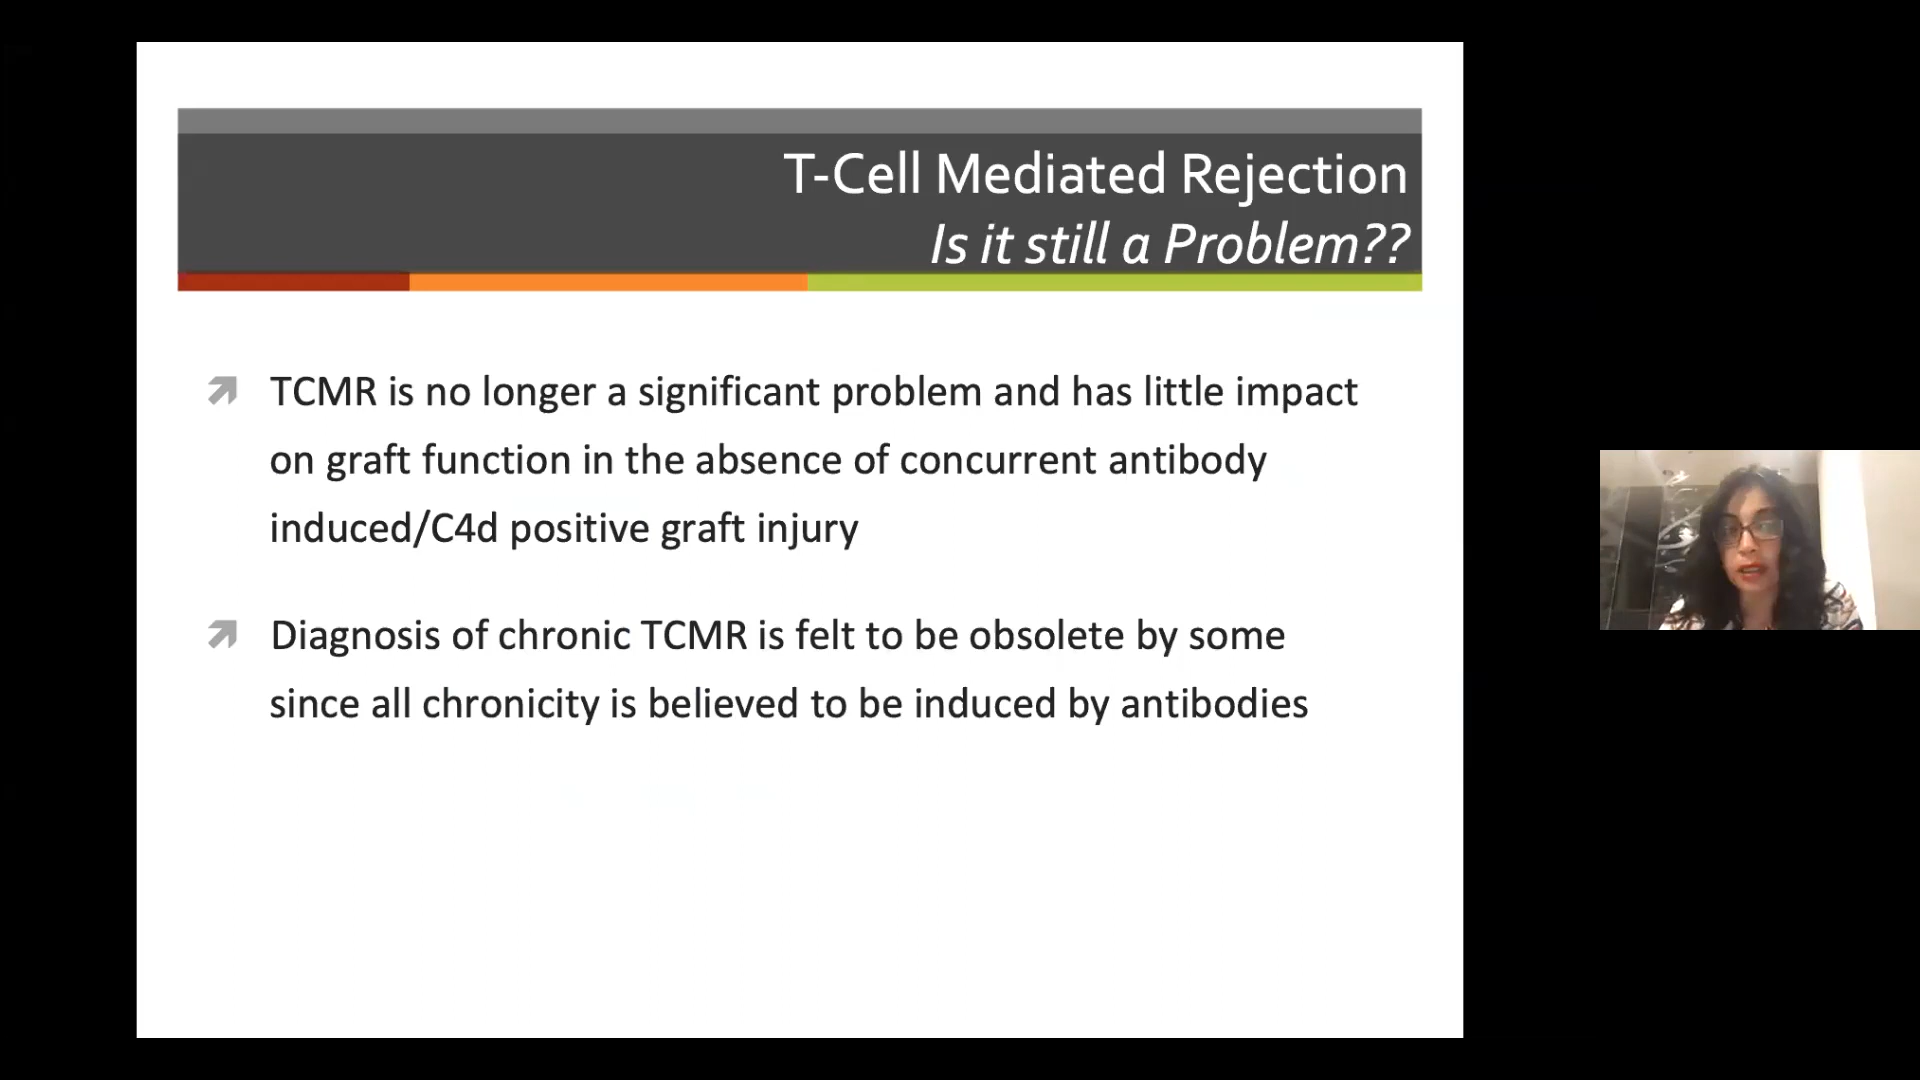 T-Cell Mediated Rejection
Is it still a Problem??
TCMR is no longer a significant problem and has little impact
on graft function in the absence of concurrent antibody
induced/C4d positive graft injury
Diagnosis of chronic TCMR is felt to be obsolete by some
since all chronicity is believed to be induced by antibodies